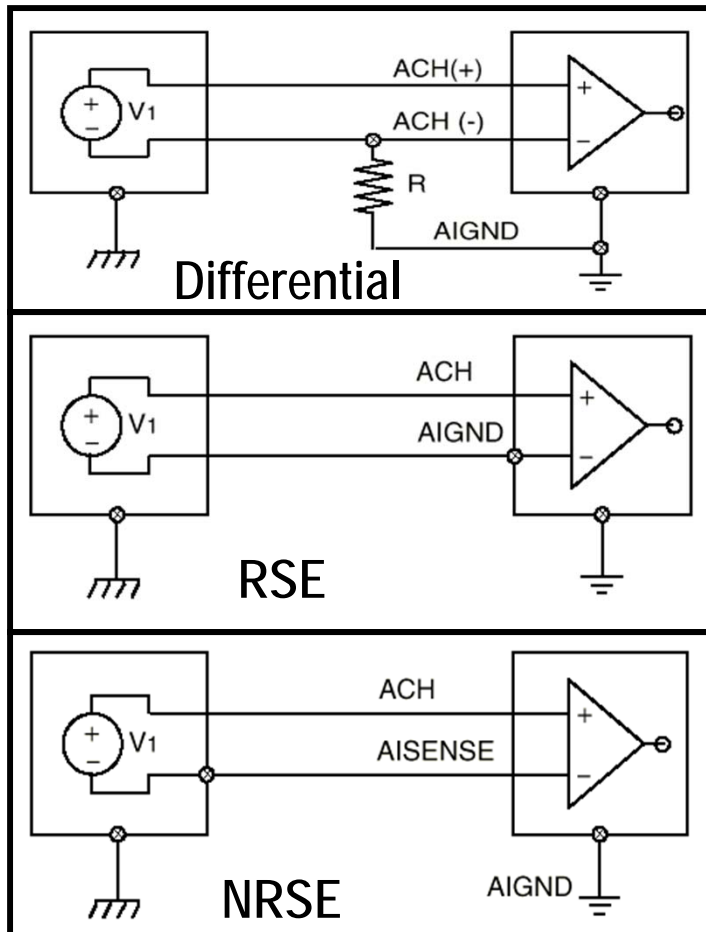 ACH(+)
+
V1
−
+
ACH (-)
−
R
AIGND
Differential
ACH
+
V1
−
+
AIGND
−
RSE
ACH
+
V1
−
+
AISENSE
−
AIGND
NRSE